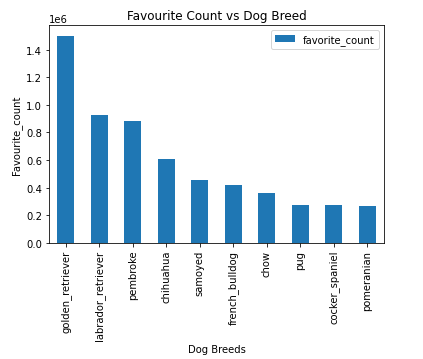 Favourite Count vs Dog Breed
1e6
favorite_count
Favourite_count
1.4
1.2
1.0
0.8
0.6
0.4
0.2
0.0
golden_retriever
labrador_retriever
pembroke
chihuahua
samoyed
french_bulldog
chow
pug
cocker_spaniel
pomeranian
Dog Breeds